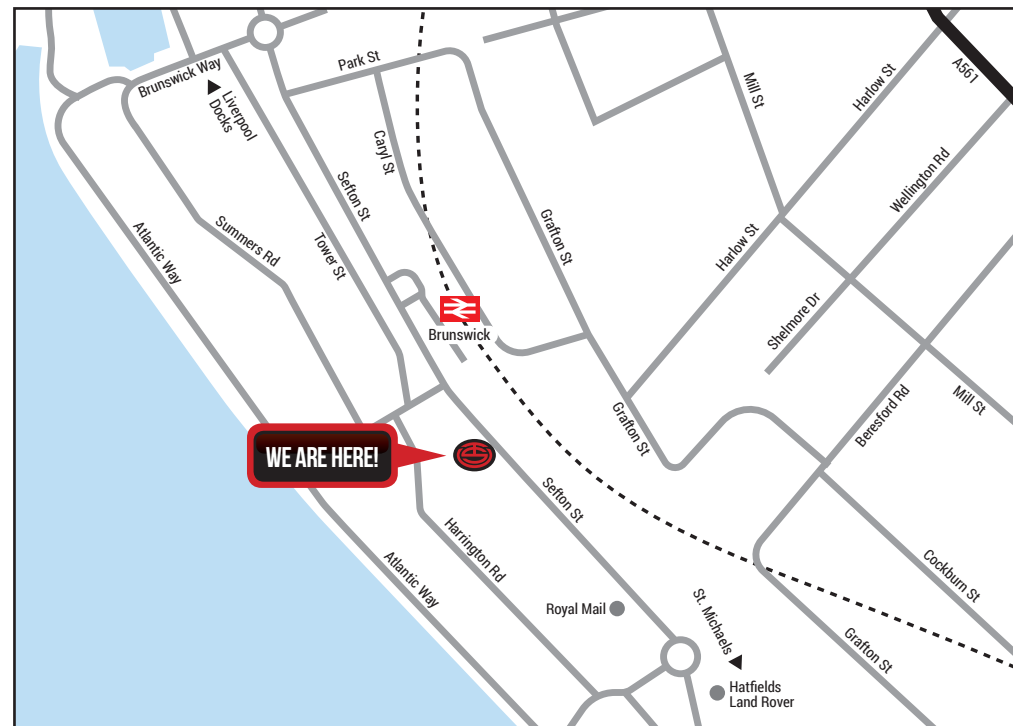 Park St
A561
Brunswick Way
Liverpool
Docks
Mill St
Harlow St
Caryl St
Wellington Rd
Sefton St
Grafton St
Atlantic Way
Summers Rd
Tower St
Harlow St
Shelmore Dr
Brunswick
Grafton St
Beresford Rd
Mill St
WE ARE HERE!
Sefton St
Harrington Rd
Atlantic Way
Cockburn St
Royal Mail
St. Michaels
Grafton St
Hatfields
Land Rover